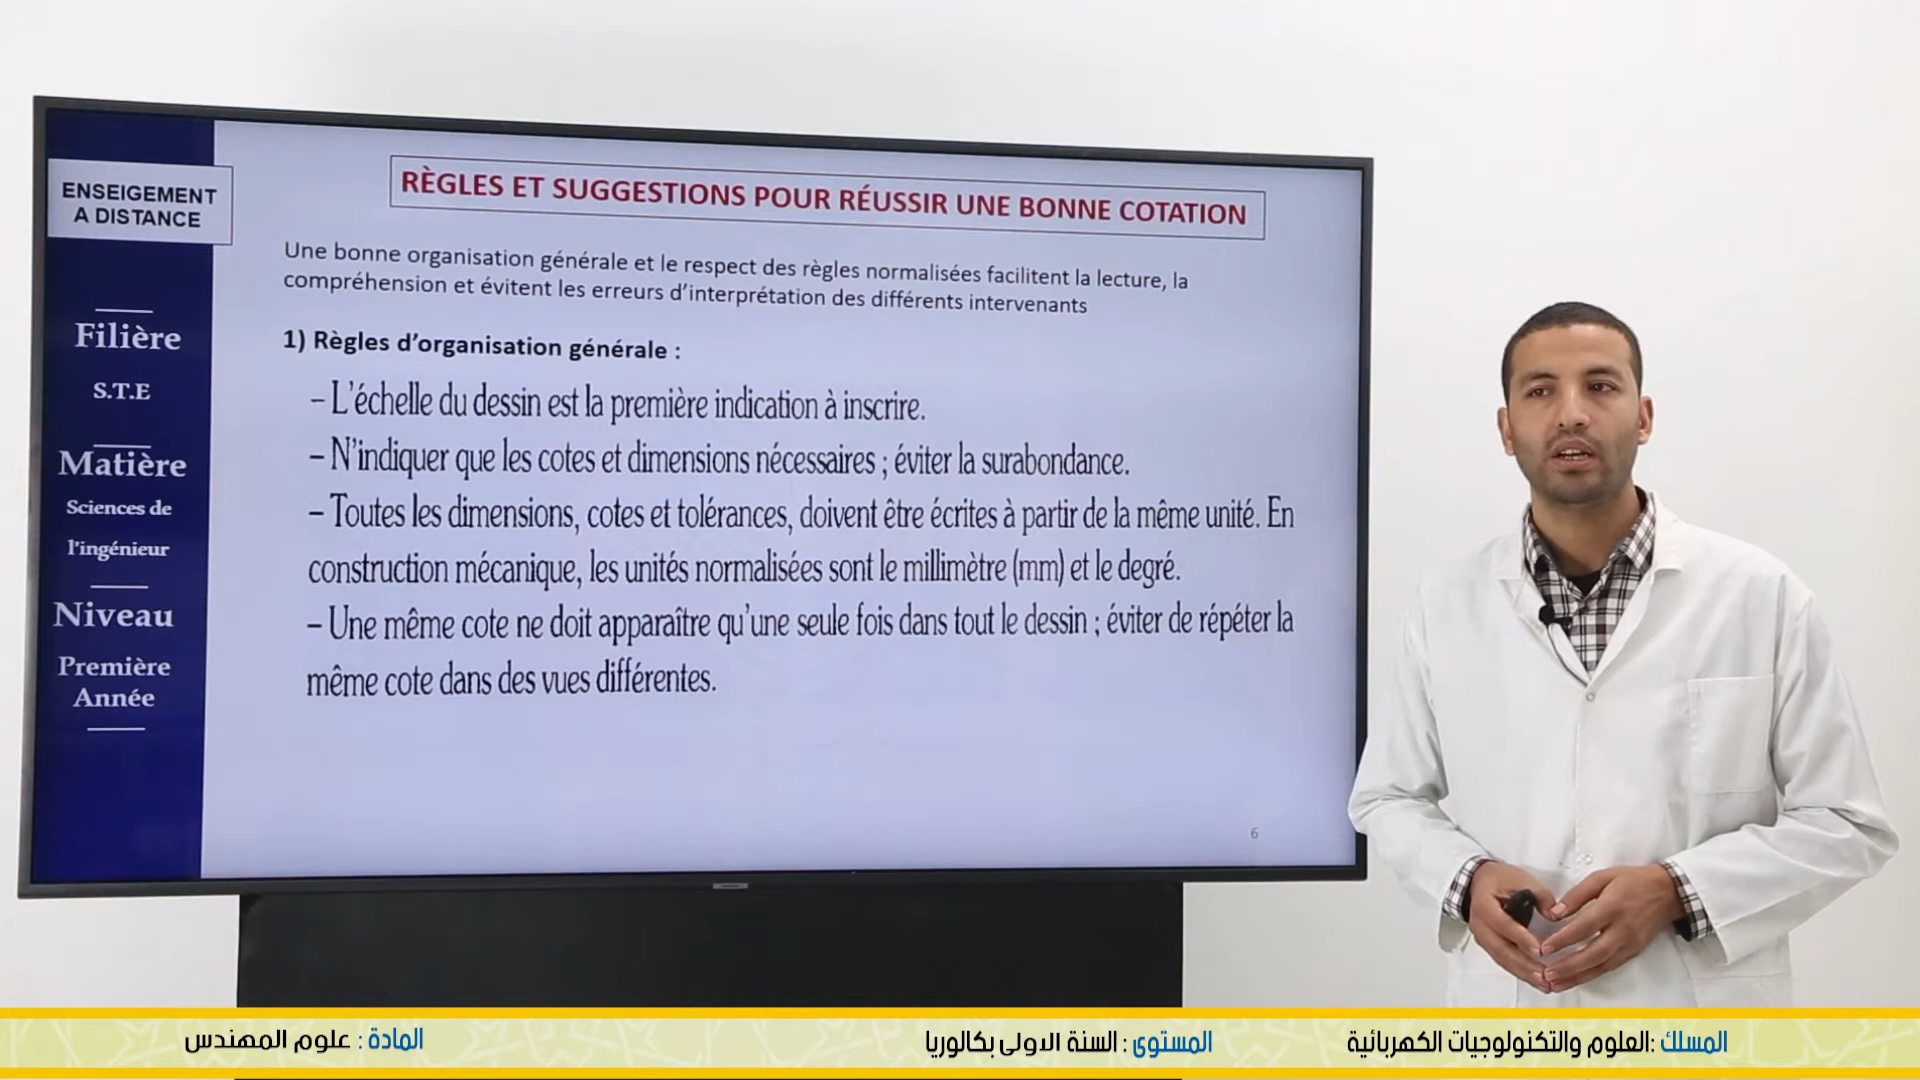 ENSEIGEMENT
A DISTANCE
Filière
S.T.E
Matière
Sciences de
l'ingénieur
Niveau
Première
Année
RÈGLES ET SUGGESTIONS POUR RÉUSSIR UNE BONNE COTATION
Une bonne organisation générale et le respect des règles normalisées facilitent la lecture, la
compréhension et évitent les erreurs d'interprétation des différents intervenants
1) Règles d'organisation générale :
– L'échelle du dessin est la première indication à inscrire.
– N'indiquer que les cotes et dimensions nécessaires ; éviter la surabondance.
– Toutes les dimensions, cotes et tolérances, doivent être écrites à partir de la même unité. En
construction mécanique, les unités normalisées sont le millimètre (mm) et le degré.
– Une même cote ne doit apparaître qu'une seule fois dans tout le dessin ; éviter de répéter la
même cote dans des vues différentes.
6
المسلك : العلوم والتكنولوجيات الكهربائية
المستوى : السنة الاولى بكالوريا
المادة : علوم المهندس